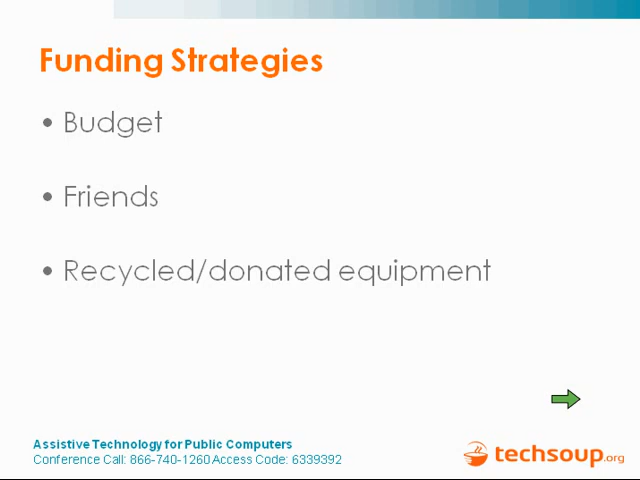 Funding Strategies
• Budget
• Friends
• Recycled/donated equipment
Assistive Technology for Public Computers
Conference Call: 866-740-1260 Access Code: 6339392
techsoup.org